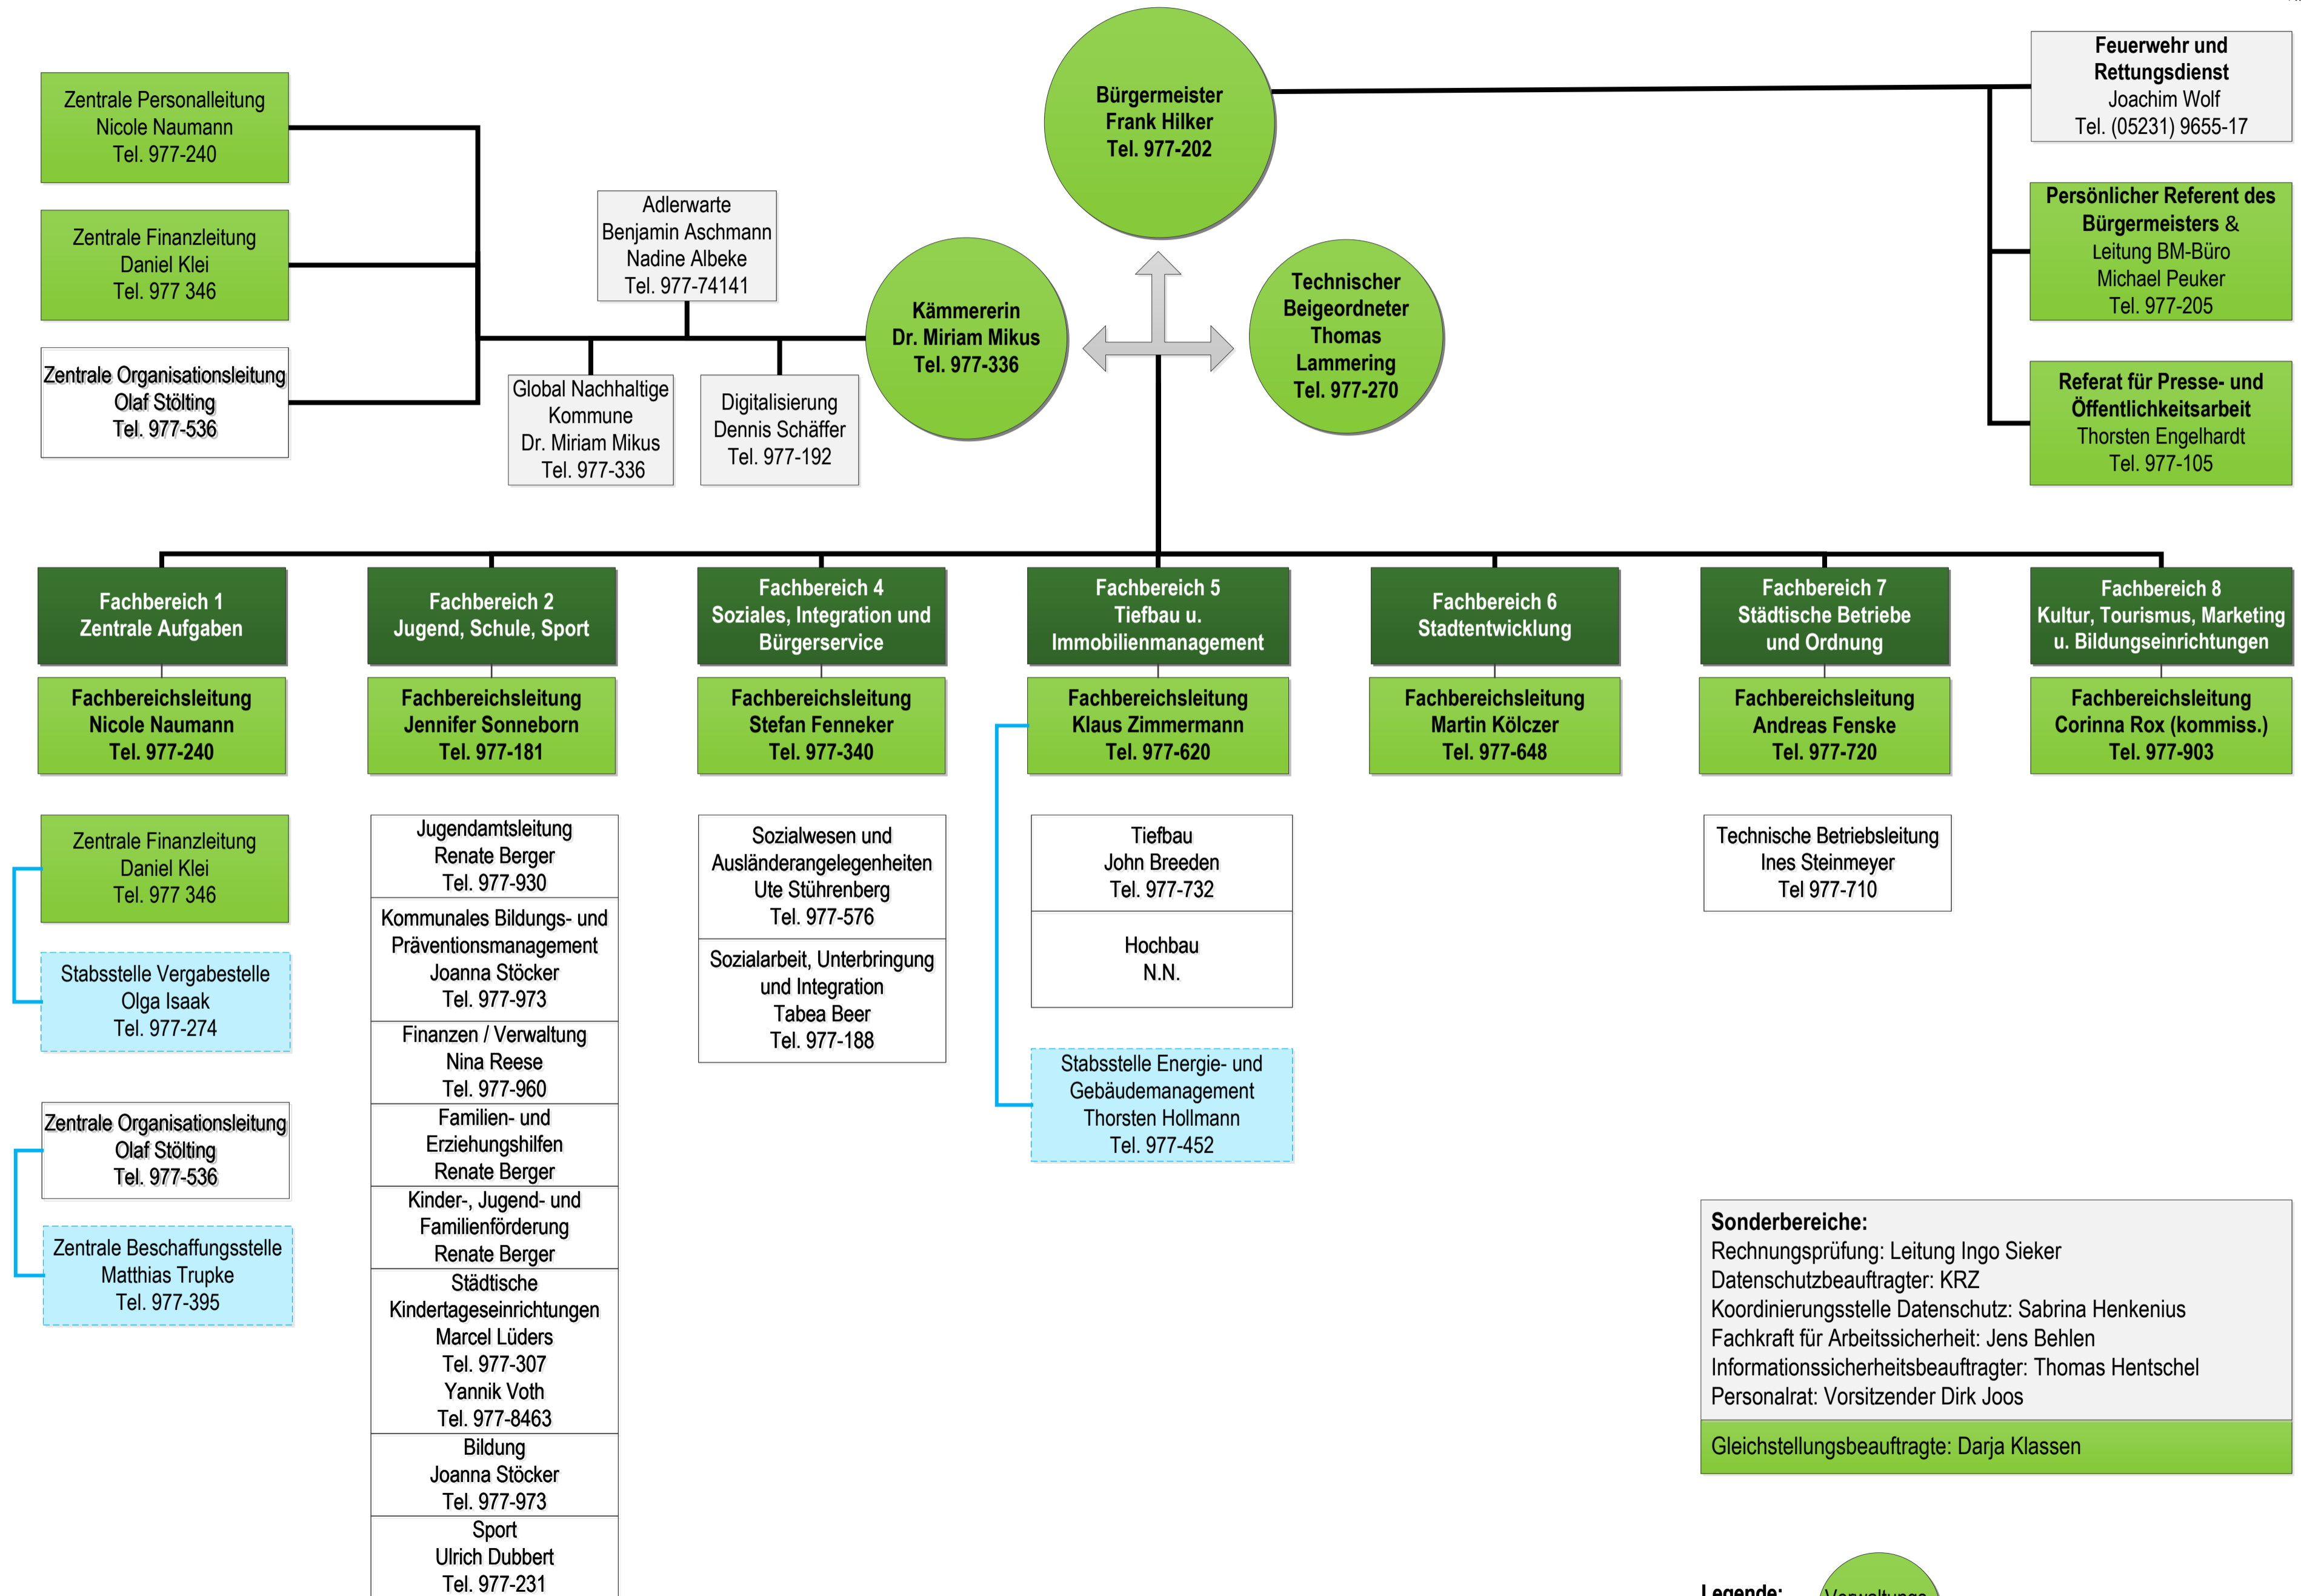 Bürgermeister
Frank Hilker
Tel. 977-202
Feuerwehr und
Rettungsdienst
Joachim Wolf
Tel. (05231) 9655-17
Zentrale Personalleitung
Nicole Naumann
Tel. 977-240
Persönlicher Referent des
Bürgermeisters &
Leitung BM-Büro
Michael Peuker
Tel. 977-205
Zentrale Finanzleitung
Daniel Klei
Tel. 977 346
Adlerwarte
Benjamin Aschmann
Nadine Albeke
Tel. 977-74141
Kämmererin
Dr. Miriam Mikus
Tel. 977-336
Technischer
Beigeordneter
Thomas
Lammering
Tel. 977-270
Zentrale Organisationsleitung
Olaf Stölting
Tel. 977-536
Global Nachhaltige
Kommune
Dr. Miriam Mikus
Tel. 977-336
Digitalisierung
Dennis Schäffer
Tel. 977-192
Referat für Presse- und
Öffentlichkeitsarbeit
Thorsten Engelhardt
Tel. 977-105
Fachbereich 1
Zentrale Aufgaben
Fachbereichsleitung
Nicole Naumann
Tel. 977-240
Zentrale Finanzleitung
Daniel Klei
Tel. 977 346
Stabsstelle Vergabestelle
Olga Isaak
Tel. 977-274
Zentrale Organisationsleitung
Olaf Stölting
Tel. 977-536
Zentrale Beschaffungsstelle
Matthias Trupke
Tel. 977-395
Fachbereich 2
Jugend, Schule, Sport
Fachbereichsleitung
Jennifer Sonneborn
Tel. 977-181
Jugendamtsleitung
Renate Berger
Tel. 977-930
Kommunales Bildungs- und
Präventionsmanagement
Joanna Stöcker
Tel. 977-973
Finanzen / Verwaltung
Nina Reese
Tel. 977-960
Familien- und
Erziehungshilfen
Renate Berger
Kinder-, Jugend- und
Familienförderung
Renate Berger
Städtische
Kindertageseinrichtungen
Marcel Lüders
Tel. 977-307
Yannik Voth
Tel. 977-8463
Bildung
Joanna Stöcker
Tel. 977-973
Sport
Ulrich Dubbert
Tel. 977-231
Fachbereich 4
Soziales, Integration und
Bürgerservice
Fachbereichsleitung
Stefan Fenneker
Tel. 977-340
Sozialwesen und
Ausländerangelegenheiten
Ute Stührenberg
Tel. 977-576
Sozialarbeit, Unterbringung
und Integration
Tabea Beer
Tel. 977-188
Fachbereich 5
Tiefbau u.
Immobilienmanagement
Fachbereichsleitung
Klaus Zimmermann
Tel. 977-620
Tiefbau
John Breeden
Tel. 977-732
Hochbau
N.N.
Stabsstelle Energie- und
Gebäudemanagement
Thorsten Hollmann
Tel. 977-452
Fachbereich 6
Stadtentwicklung
Fachbereichsleitung
Martin Kölczer
Tel. 977-648
Fachbereich 7
Städtische Betriebe
und Ordnung
Fachbereichsleitung
Andreas Fenske
Tel. 977-720
Technische Betriebsleitung
Ines Steinmeyer
Tel 977-710
Fachbereich 8
Kultur, Tourismus, Marketing
u. Bildungseinrichtungen
Fachbereichsleitung
Corinna Rox (kommiss.)
Tel. 977-903
Sonderbereiche:
Rechnungsprüfung: Leitung Ingo Sieker
Datenschutzbeauftragter: KRZ
Koordinierungsstelle Datenschutz: Sabrina Henkenius
Fachkraft für Arbeitssicherheit: Jens Behlen
Informationssicherheitsbeauftragter: Thomas Hentschel
Personalrat: Vorsitzender Dirk Joos
Gleichstellungsbeauftragte: Darja Klassen
Legende:
Verwaltungs-